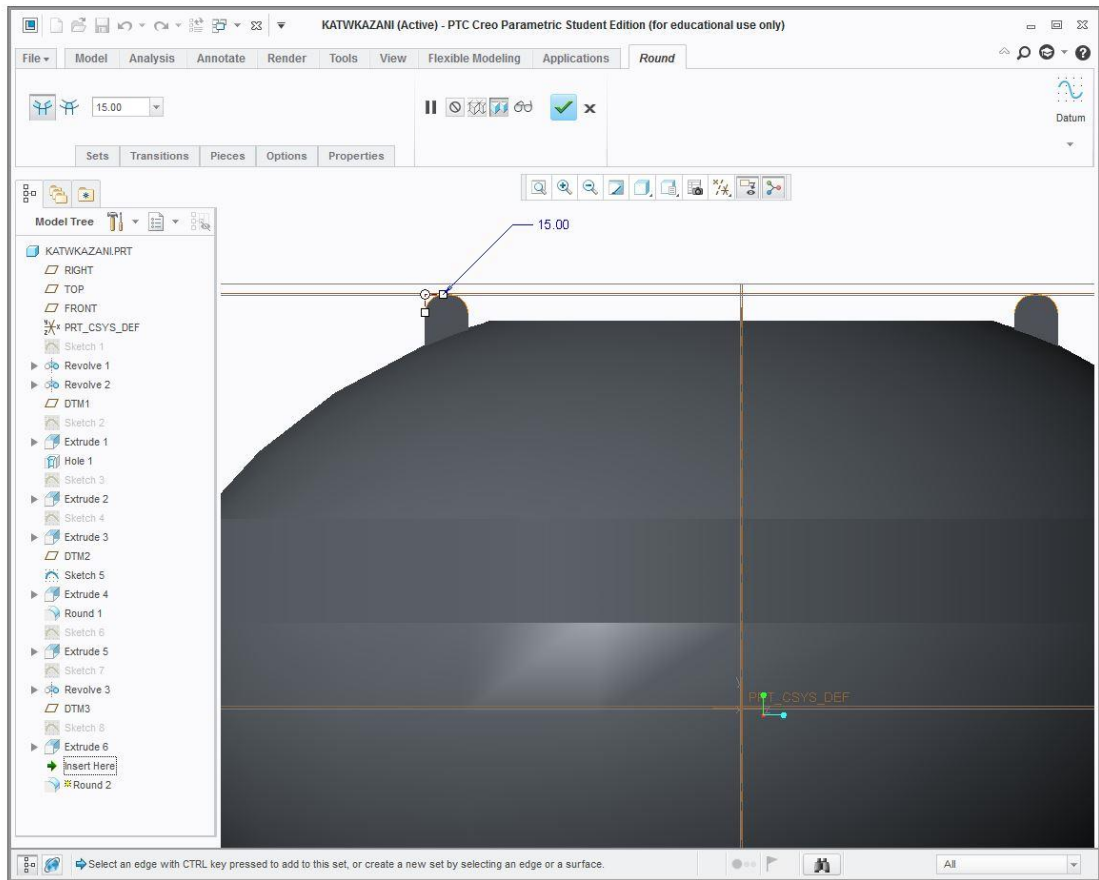 KATWKAZANI (Active) - PTC Creo Parametric Student Edition (for educational use only)
File Model Analysis Annotate Render Tools View Flexible Modeling Applications Round
15.00
Datum
Sets Transitions Pieces Options Properties
Model Tree
15.00
KATWKAZANI.PRT
RIGHT
TOP
FRONT
PRT_CSYS_DEF
Sketch 1
Revolve 1
Revolve 2
DTM1
Sketch 2
Extrude 1
Hole 1
Sketch 3
Extrude 2
Sketch 4
Extrude 3
DTM2
Sketch 5
Extrude 4
Round 1
Sketch 6
Extrude 5
Sketch 7
Revolve 3
DTM3
Sketch 8
Extrude 6
Insert Here
Round 2
PRT_CSYS_DEF
Select an edge with CTRL key pressed to add to this set, or create a new set by selecting an edge or a surface.
All